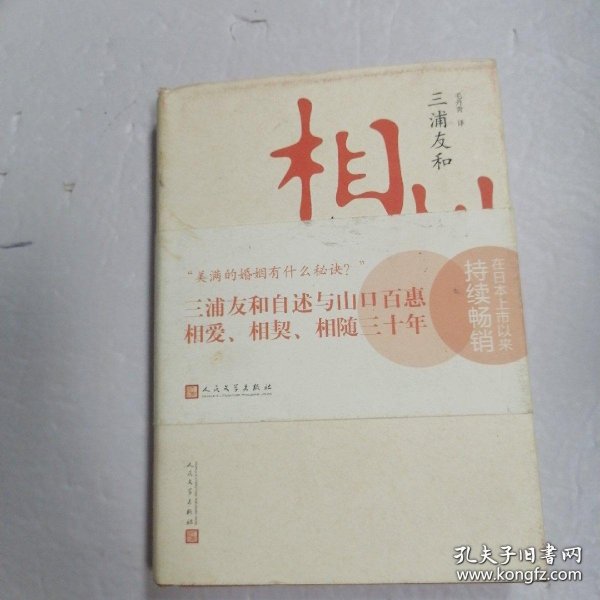 毛丹青 译
三浦友和
相
“美满的婚姻有什么秘诀？”
三浦友和自述与山口百惠
相爱、相契、相随三十年
在日本上市以来
持续畅销
人民文学出版社
人民文学出版社
孔夫子旧书网
www.kongfz.com